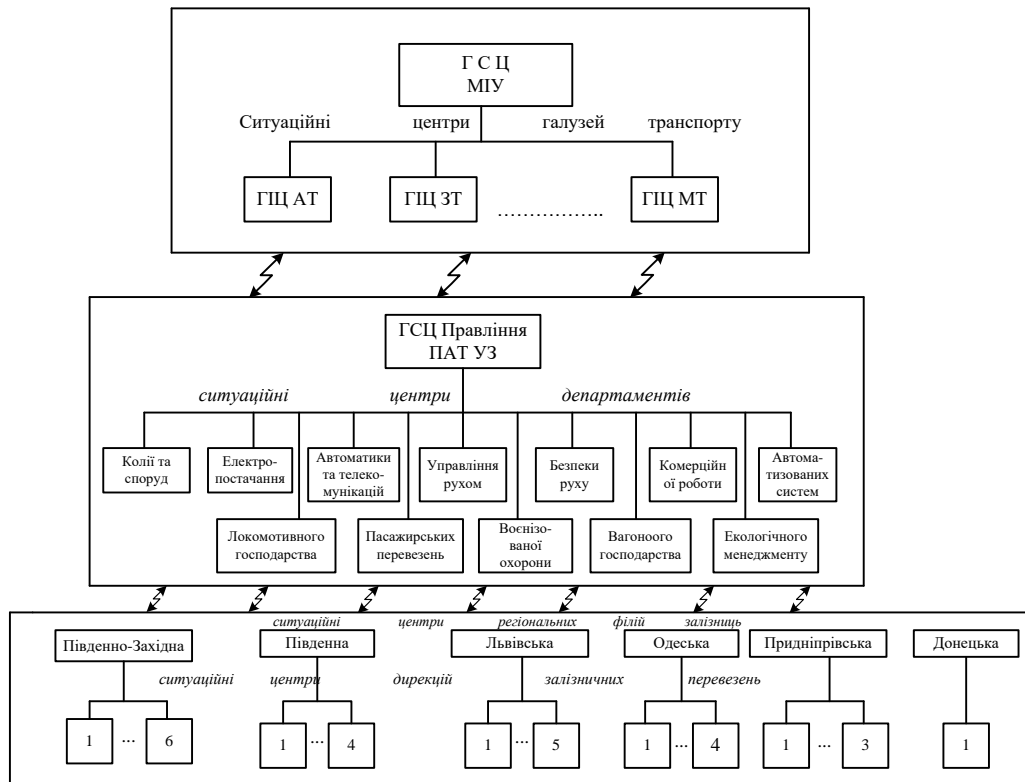 Г С Ц
МІУ
Ситуаційні центри галузей транспорту
ГІЦ АТ
ГІЦ ЗТ
……………..
ГІЦ МТ
ГСЦ Правління
ПАТ УЗ
ситуаційні центри департаментів
Колії та
споруд
Електро-
постачання
Автоматики
та телеко-
мунікацій
Управління
рухом
Безпеки
руху
Комерційн
ої роботи
Автома-
тизованих
систем
Локомотивного
господарства
Пасажирських
перевезень
Воєнізо-
ваної
охорони
Вагоноого
господарства
Екологічного
менеджменту
ситуаційні центри регіональних філій залізниць
Південно-Західна
Південна
Львівська
Одеська
Придніпрівська
Донецька
ситуаційні центри дирекцій залізничних перевезень
1 ... 6
1 ... 4
1 ... 5
1 ... 4
1 ... 3
1